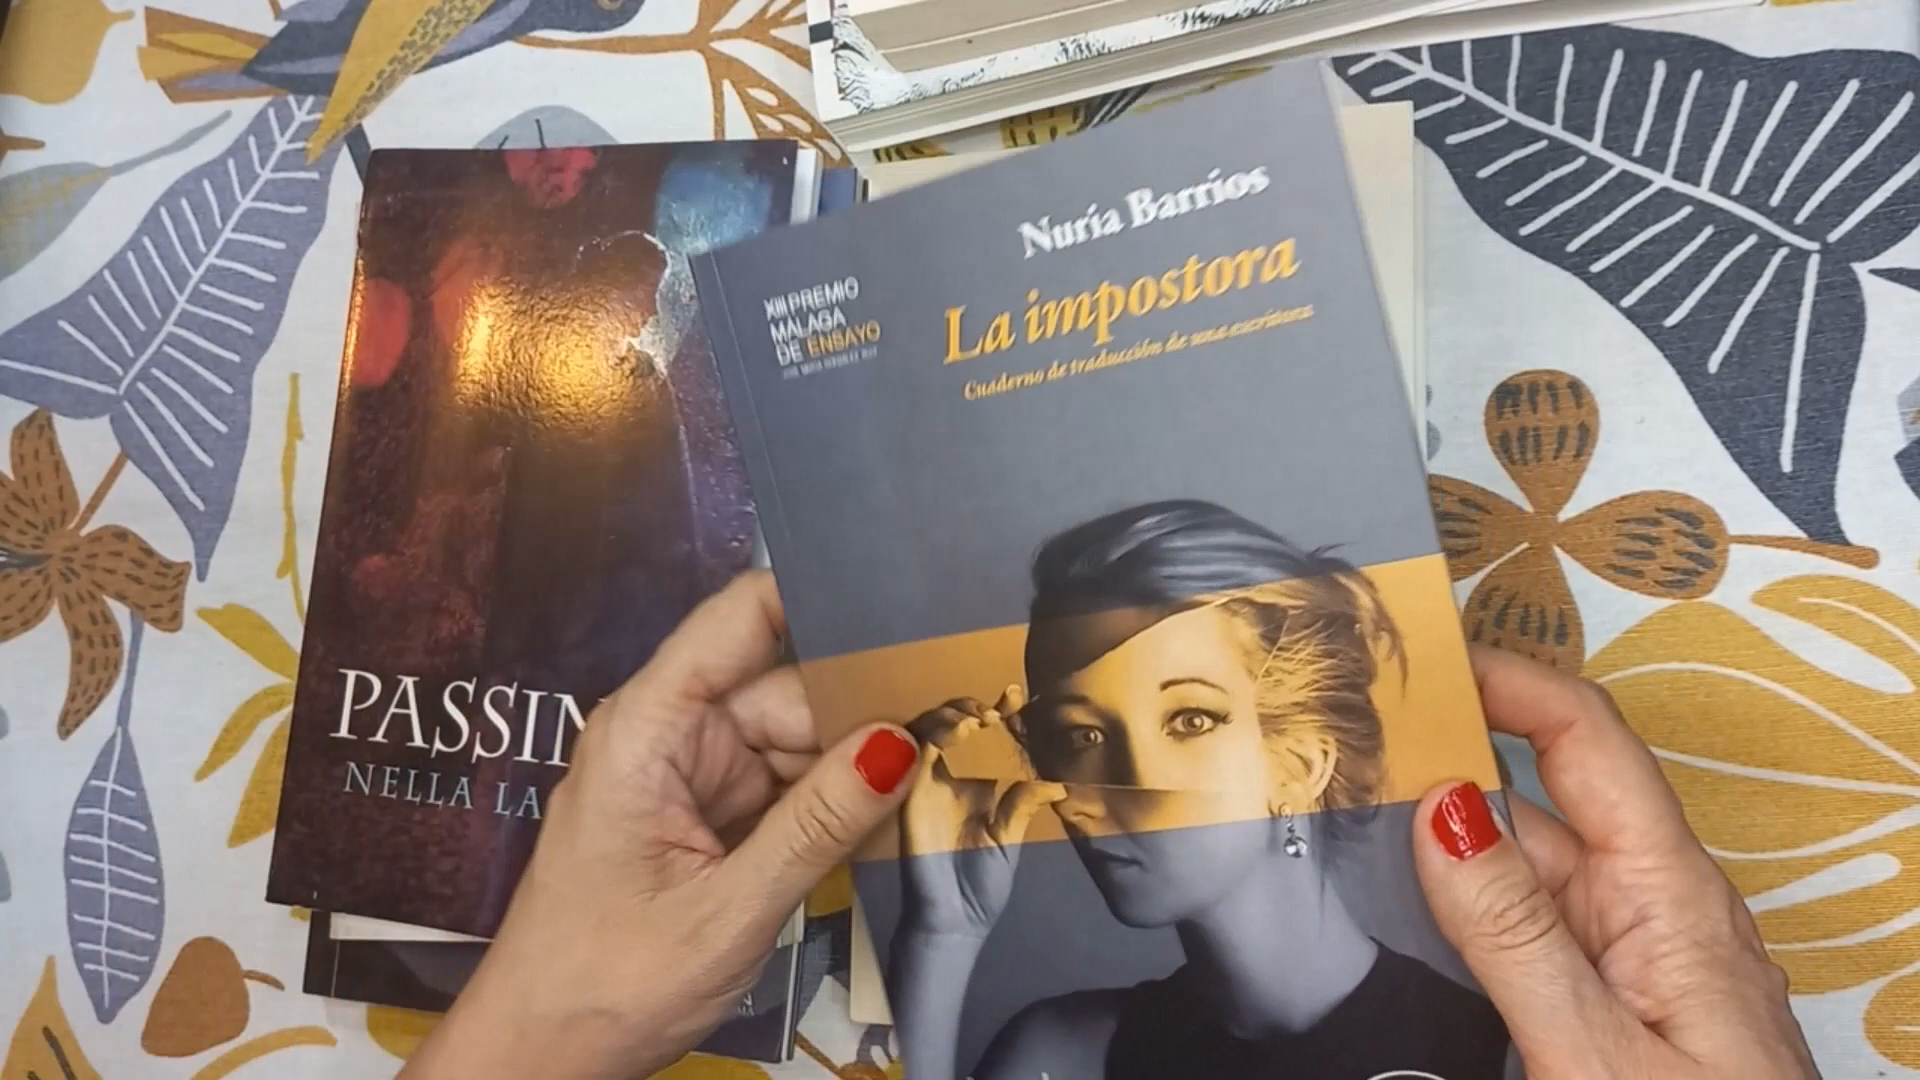 Nuria Barrios
La impostora
Cuaderno de traducción de una escritora
XIII PREMIO
MÁLAGA
DE ENSAYO
PASSIN
NELLA LA